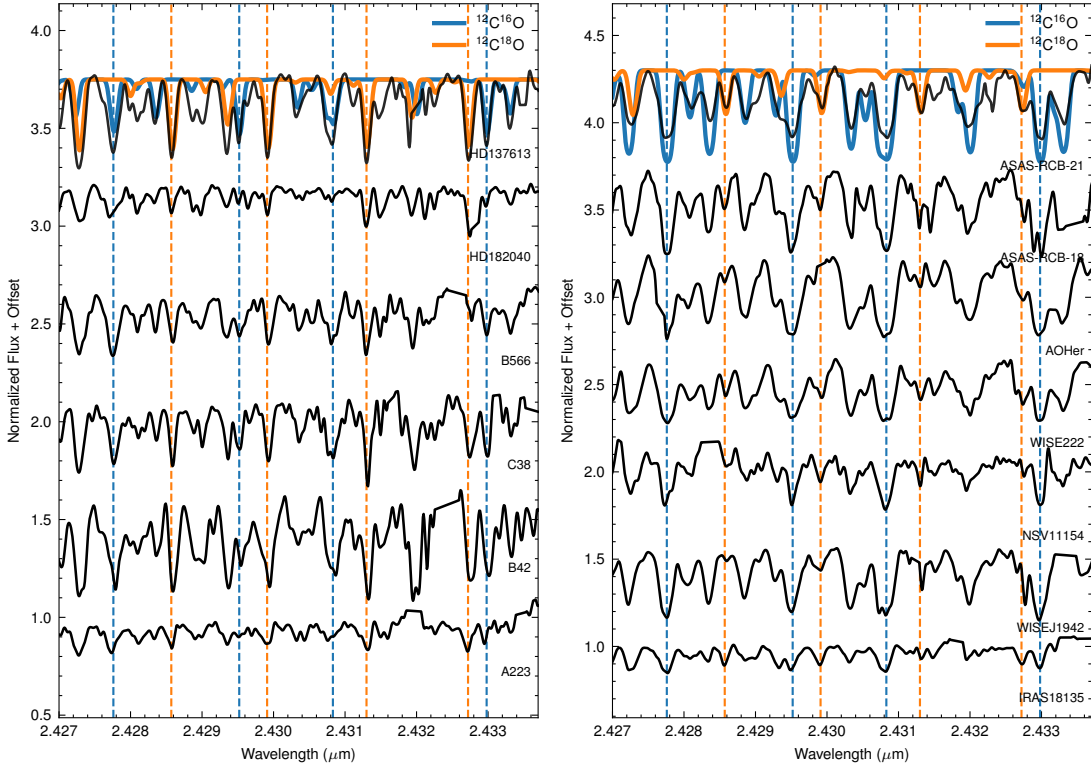 4.0
3.5
3.0
2.5
2.0
1.5
1.0
0.5
Normalized Flux + Offset
12C16O
12C18O
HD137613
HD182040
B566
C38
B42
A223
2.427
2.428
2.429
2.430
2.431
2.432
2.433
Wavelength (μm)
4.5
4.0
3.5
3.0
2.5
2.0
1.5
1.0
Normalized Flux + Offset
12C16O
12C18O
ASAS-RCB-21
ASAS-RCB-18
AOHer
WISE222
NSV11154
WISEJ1942
IRAS18135
2.427
2.428
2.429
2.430
2.431
2.432
2.433
Wavelength (μm)